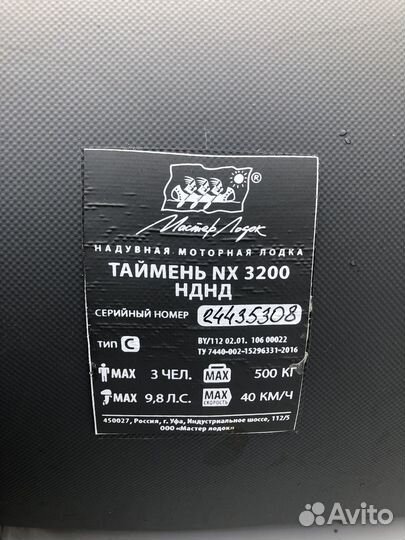 ®
Мастер Лодок
НАДУВНАЯ МОТОРНАЯ ЛОДКА
ТАЙМЕНЬ NX 3200
НДНД
СЕРИЙНЫЙ НОМЕР 24435308
ТИП C BY/112 02.01. 106 00022
ТУ 7440-002-15296331-2016
MAX 3 ЧЕЛ. MAX 500 КГ
MAX 9,8 Л.С. MAX СКОРОСТЬ 40 КМ/Ч
450027, Россия, г. Уфа, Индустриальное шоссе, 112/5
ООО «Мастер лодок»
Avito